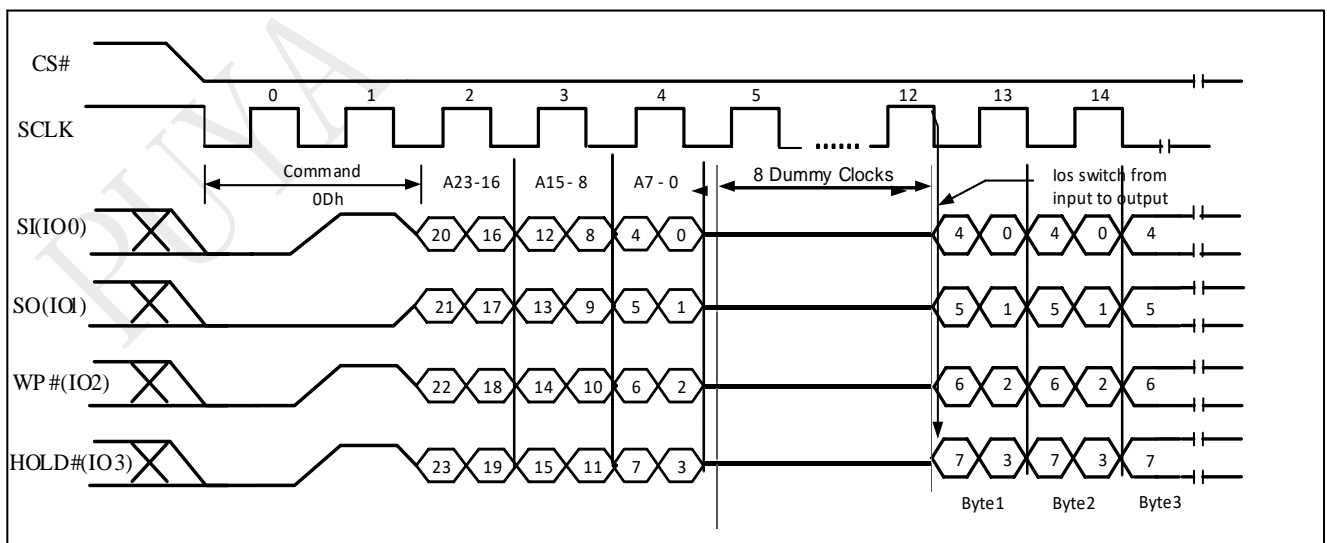 PUYA
CS#
0 1 2 3 4 5 12 13 14
SCLK
Command
0Dh
A23-16
A15-8
A7-0
8 Dummy Clocks
Ios switch from
input to output
SI(IO0) 20 16 12 8 4 0 4 0 4 0 4
SO(IO1) 21 17 13 9 5 1 5 1 5 1 5
WP#(IO2) 22 18 14 10 6 2 6 2 6 2 6
HOLD#(IO3) 23 19 15 11 7 3 7 3 7 3 7
Byte1 Byte2 Byte3